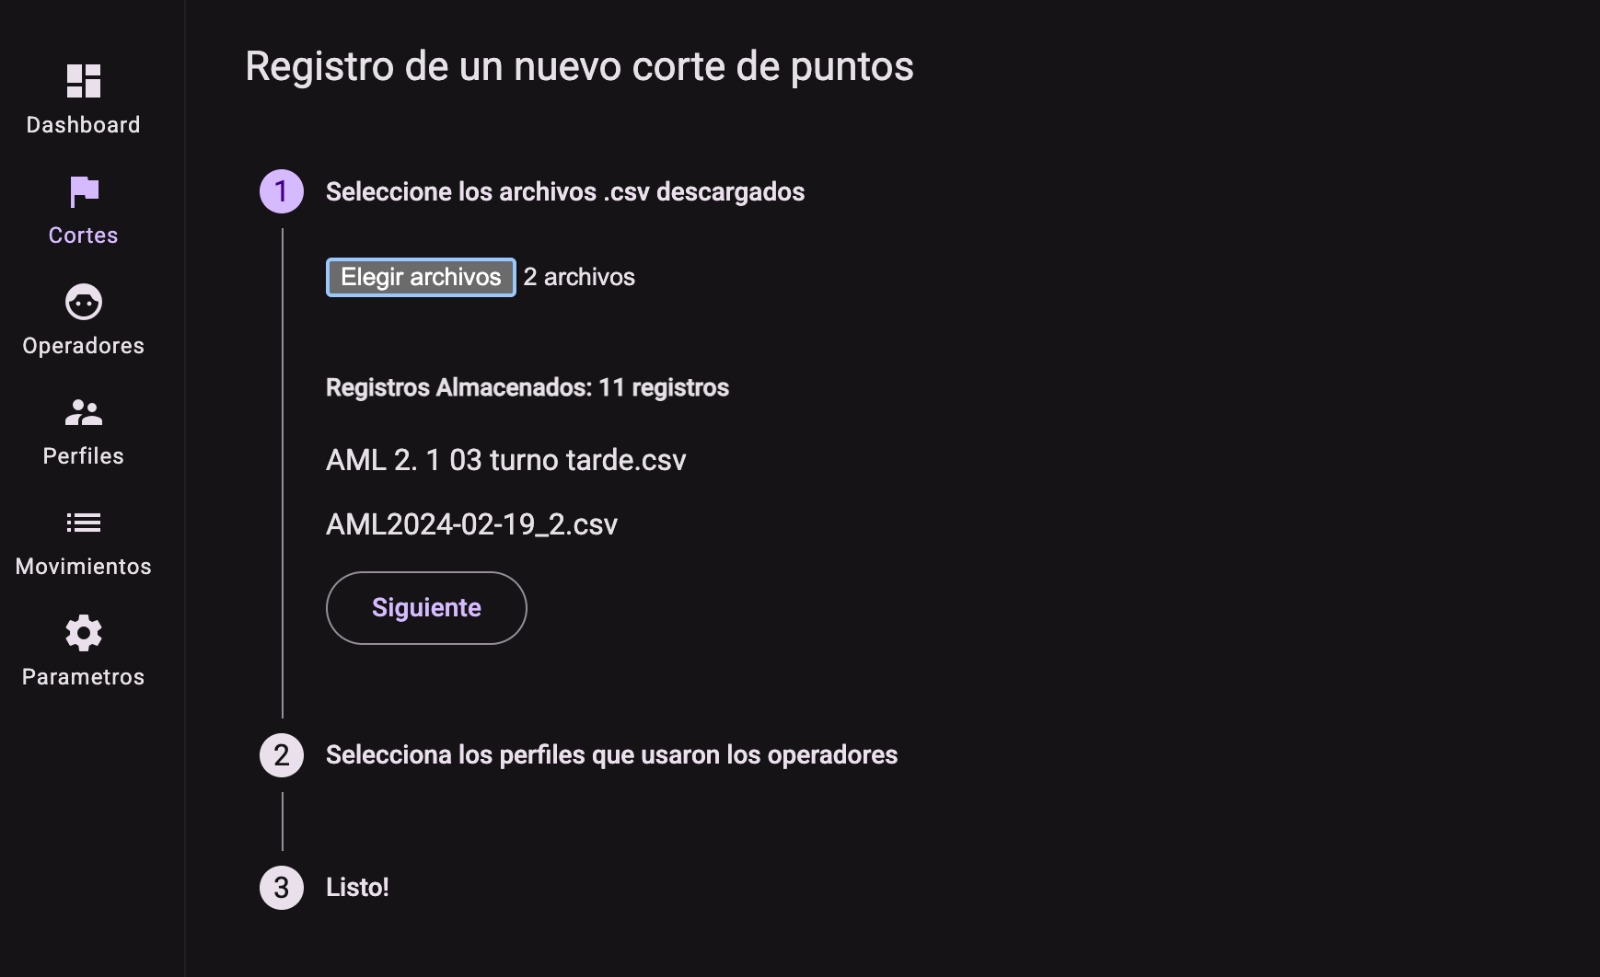 Dashboard
Cortes
Operadores
Perfiles
Movimientos
Parametros
Registro de un nuevo corte de puntos
1 Seleccione los archivos .csv descargados
Elegir archivos 2 archivos
Registros Almacenados: 11 registros
AML 2. 1 03 turno tarde.csv
AML2024-02-19_2.csv
Siguiente
2 Selecciona los perfiles que usaron los operadores
3 Listo!